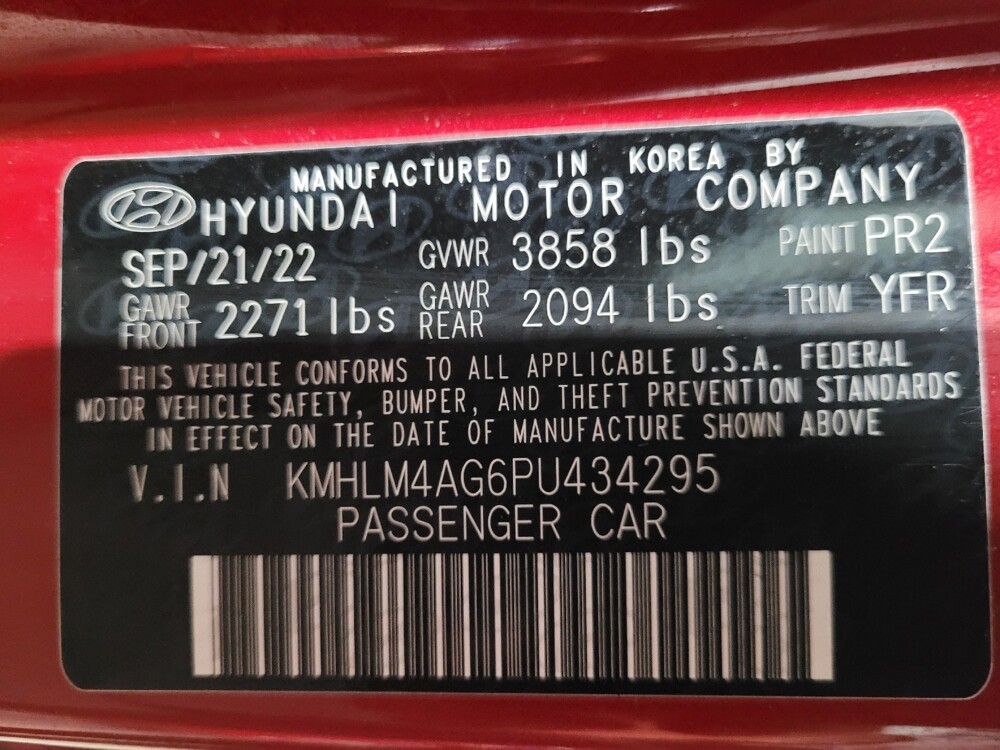 MANUFACTURED IN KOREA BY
HYUNDAI MOTOR COMPANY
SEP/21/22 GVWR 3858 lbs PAINT PR2
GAWR FRONT 2271 lbs GAWR REAR 2094 lbs TRIM YFR
THIS VEHICLE CONFORMS TO ALL APPLICABLE U.S.A. FEDERAL
MOTOR VEHICLE SAFETY, BUMPER, AND THEFT PREVENTION STANDARDS
IN EFFECT ON THE DATE OF MANUFACTURE SHOWN ABOVE
V.I.N KMHLM4AG6PU434295
PASSENGER CAR